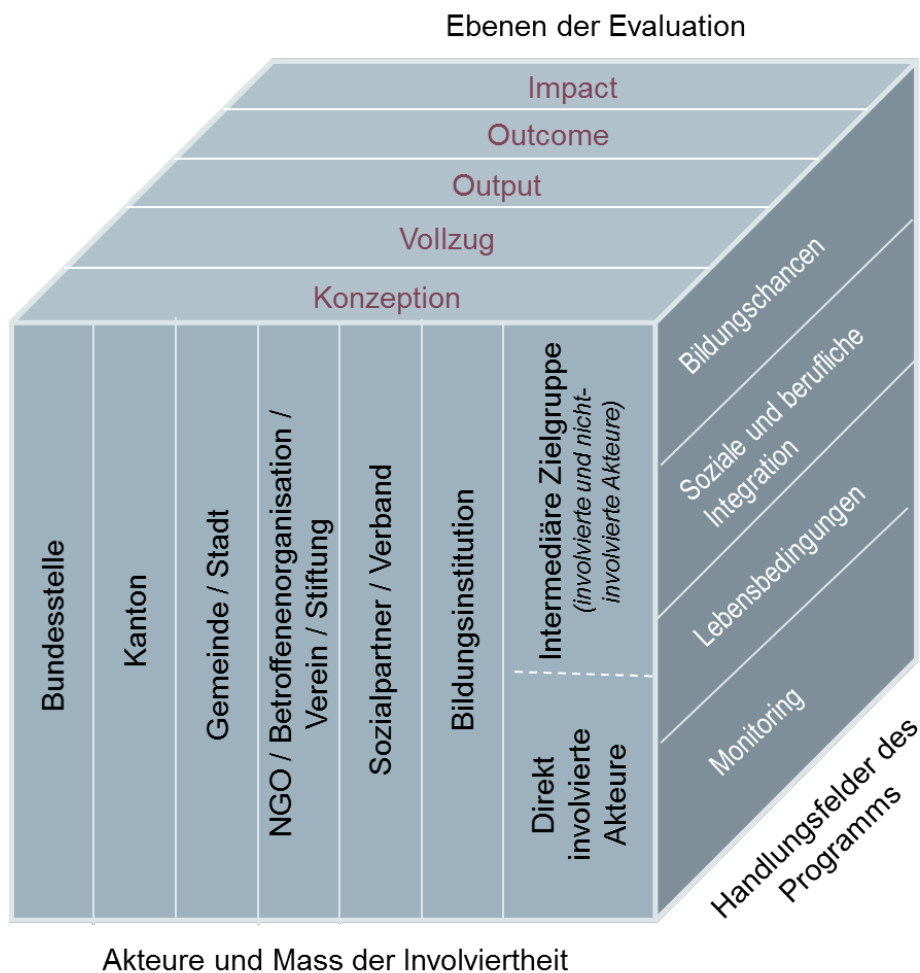 Ebenen der Evaluation
Impact
Outcome
Output
Vollzug
Konzeption
Bundesstelle
Kanton
Gemeinde / Stadt
NGO / Betroffenenorganisation /
Verein / Stiftung
Sozialpartner / Verband
Bildungsinstitution
Intermediäre Zielgruppe
(involvierte und nicht-
involvierte Akteure)
Direkt
involvierte
Akteure
Bildungschancen
Soziale und berufliche
Integration
Lebensbedingungen
Monitoring
Handlungsfelder des
Programms
Akteure und Mass der Involviertheit